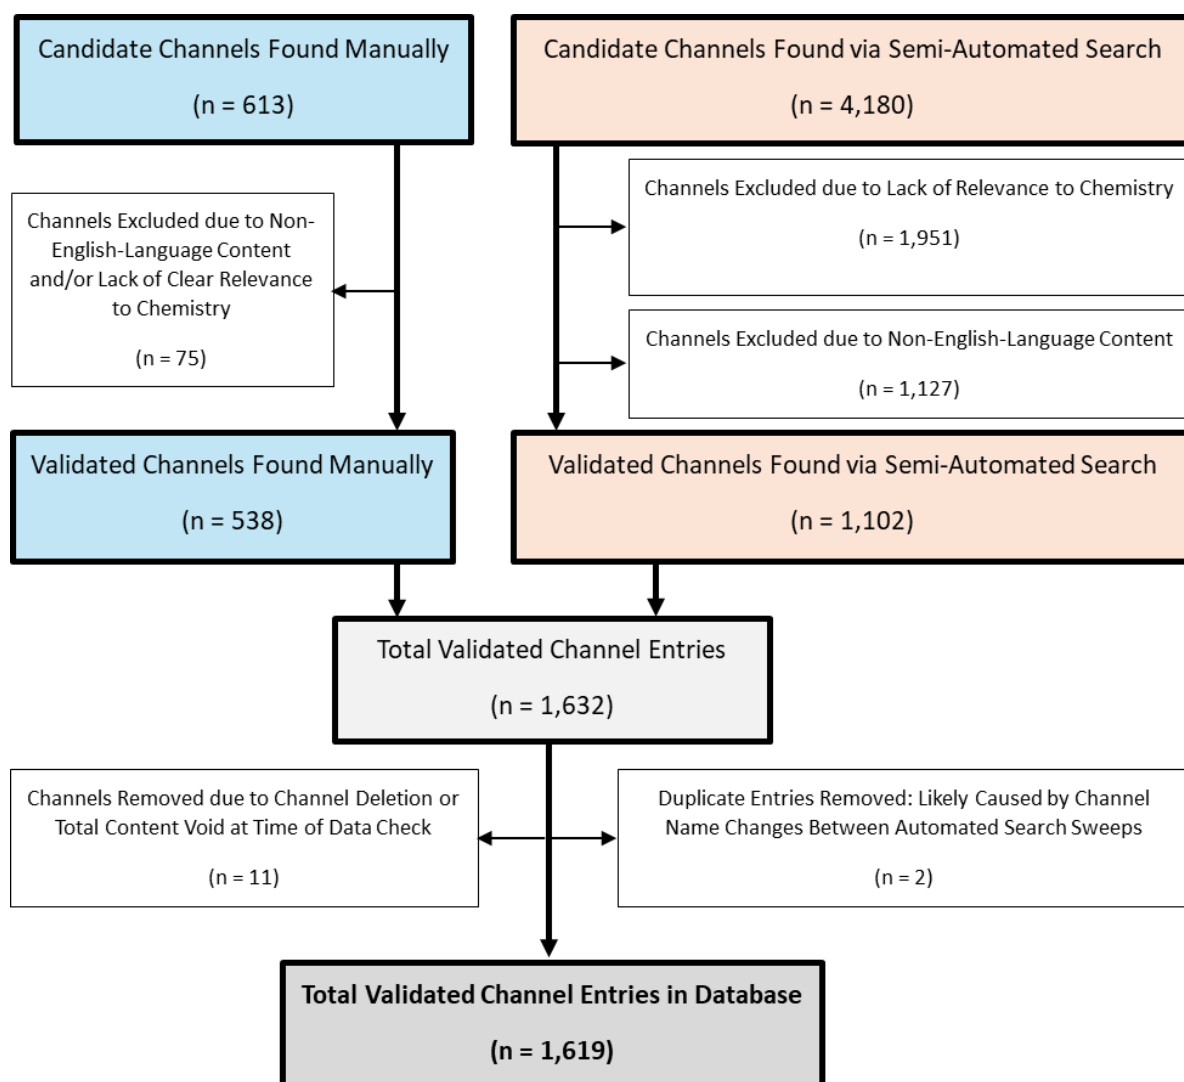 Candidate Channels Found Manually
(n = 613)
Candidate Channels Found via Semi-Automated Search
(n = 4,180)
Channels Excluded due to Non-
English-Language Content
and/or Lack of Clear Relevance
to Chemistry
(n = 75)
Channels Excluded due to Lack of Relevance to Chemistry
(n = 1,951)
Channels Excluded due to Non-English-Language Content
(n = 1,127)
Validated Channels Found Manually
(n = 538)
Validated Channels Found via Semi-Automated Search
(n = 1,102)
Total Validated Channel Entries
(n = 1,632)
Channels Removed due to Channel Deletion or
Total Content Void at Time of Data Check
(n = 11)
Duplicate Entries Removed: Likely Caused by Channel
Name Changes Between Automated Search Sweeps
(n = 2)
Total Validated Channel Entries in Database
(n = 1,619)